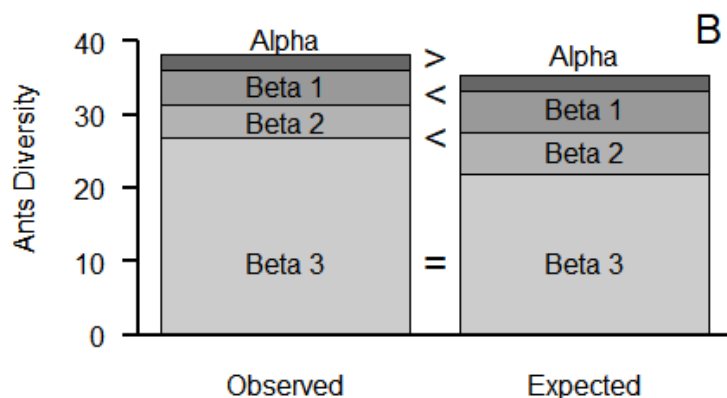 B
Ants Diversity
40
30
20
10
0
Alpha
Beta 1
Beta 2
Beta 3
>
<
<
=
Alpha
Beta 1
Beta 2
Beta 3
Observed
Expected